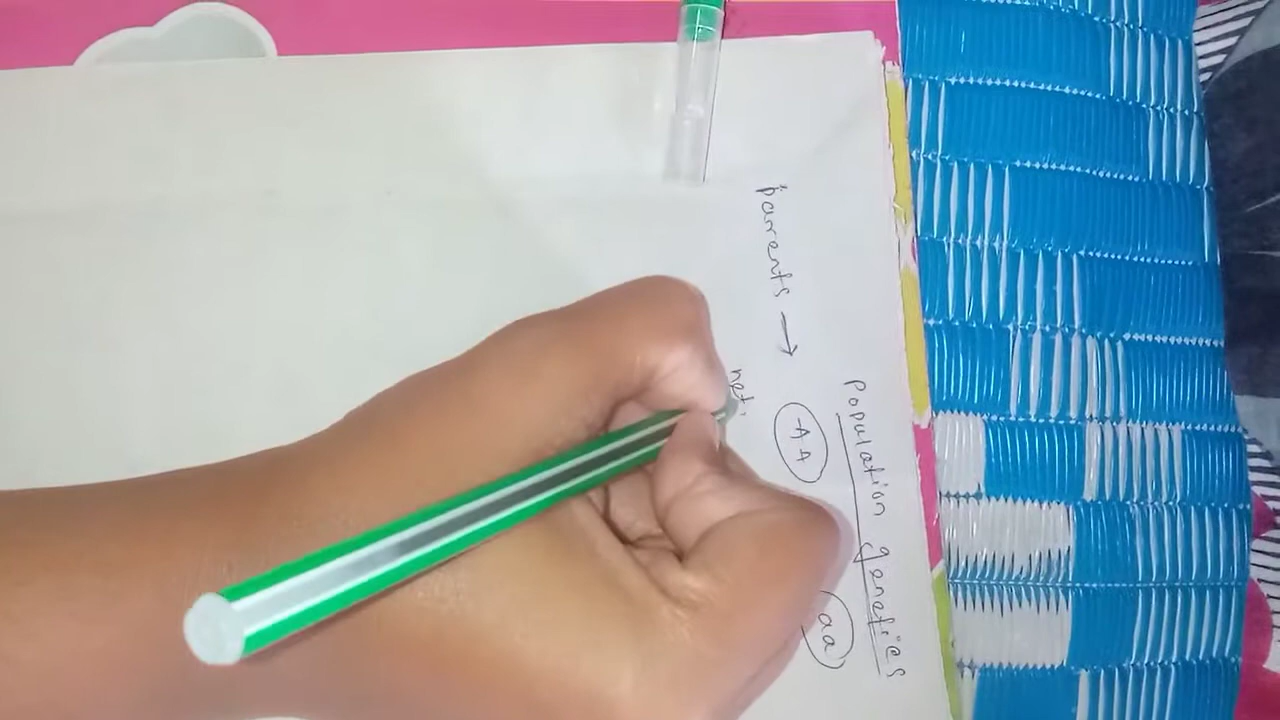 Population genetics
Parents → AA aa